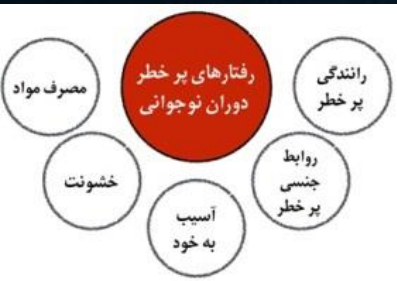 رفتارهای پر خطر
دوران نوجوانی
رانندگی
پر خطر
روابط
جنسی
پر خطر
آسیب
به خود
خشونت
مصرف مواد